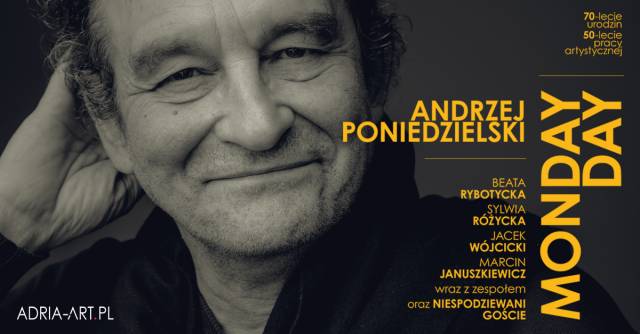 70-lecie
urodzin
50-lecie
pracy
artystycznej
ANDRZEJ
PONIEDZIELSKI
MONDAY
DAY
BEATA
RYBOTYCKA
SYLWIA
RÓŻYCKA
JACEK
WÓJCICKI
MARCIN
JANUSZKIEWICZ
wraz z zespołem
oraz NIESPODZIEWANI
GOŚCIE
ADRIA-ART.PL